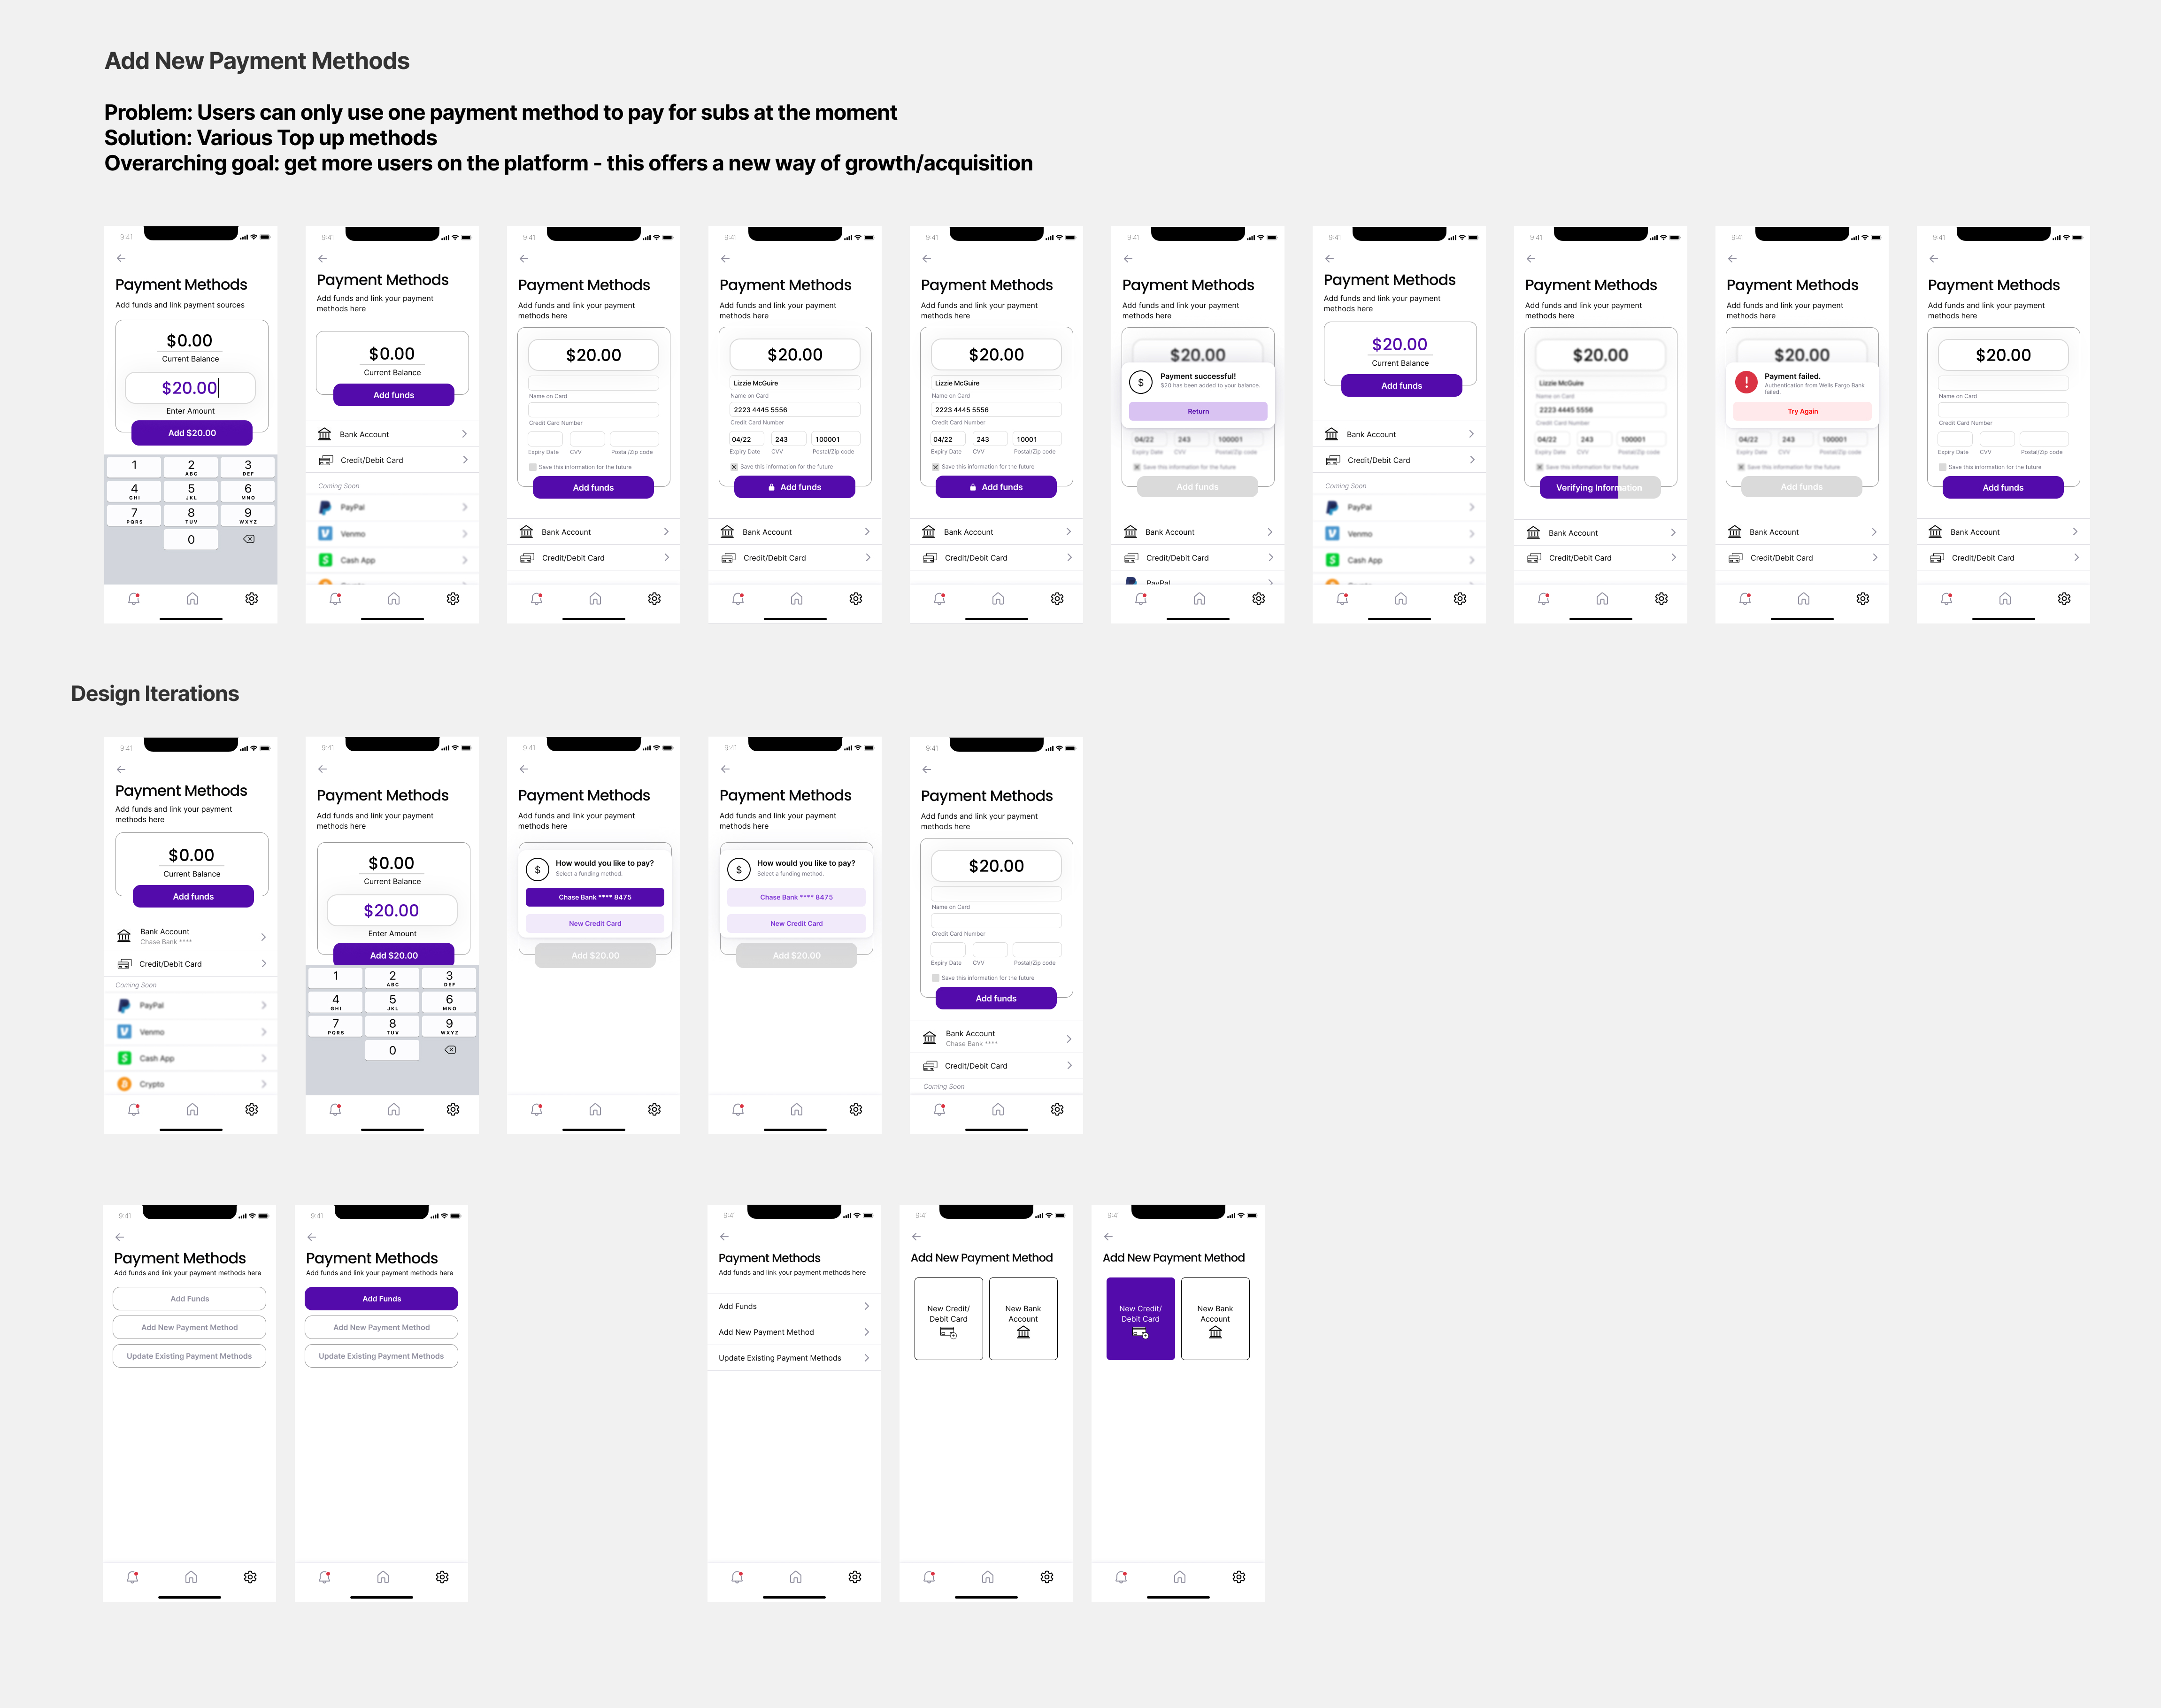 Add New Payment Methods
Problem: Users can only use one payment method to pay for subs at the moment
Solution: Various Top up methods
Overarching goal: get more users on the platform - this offers a new way of growth/acquisition
9:41
Payment Methods
Add funds and link payment sources
$0.00
Current Balance
$20.00
Enter Amount
Add $20.00
1
2
ABC
3
DEF
4
GHI
5
JKL
6
MNO
7
PQRS
8
TUV
9
WXYZ
0
9:41
Payment Methods
Add funds and link your payment
methods here
$0.00
Current Balance
Add funds
Bank Account
Credit/Debit Card
Coming Soon
PayPal
Venmo
Cash App
9:41
Payment Methods
Add funds and link your payment
methods here
$20.00
Name on Card
Credit Card Number
Expiry Date CVV Postal/Zip code
Save this information for the future
Add funds
Bank Account
Credit/Debit Card
9:41
Payment Methods
Add funds and link your payment
methods here
$20.00
Lizzie McGuire
Name on Card
2223 4445 5556
Credit Card Number
04/22 243 100001
Expiry Date CVV Postal/Zip code
Save this information for the future
Add funds
Bank Account
Credit/Debit Card
9:41
Payment Methods
Add funds and link your payment
methods here
$20.00
Lizzie McGuire
Name on Card
2223 4445 5556
Credit Card Number
04/22 243 10001
Expiry Date CVV Postal/Zip code
Save this information for the future
Add funds
Bank Account
Credit/Debit Card
9:41
Payment Methods
Add funds and link your payment
methods here
$20.00
Payment successful!
$20 has been added to your balance.
Return
04/22 243 100001
Expiry Date CVV Postal/Zip code
Save this information for the future
Add funds
Bank Account
Credit/Debit Card
PayPal
9:41
Payment Methods
Add funds and link your payment
methods here
$20.00
Current Balance
Add funds
Bank Account
Credit/Debit Card
Coming Soon
PayPal
Venmo
Cash App
9:41
Payment Methods
Add funds and link your payment
methods here
$20.00
Lizzie McGuire
Name on Card
2223 4445 5556
Credit Card Number
04/22 243 100001
Expiry Date CVV Postal/Zip code
Save this information for the future
Verifying Information
Bank Account
Credit/Debit Card
9:41
Payment Methods
Add funds and link your payment
methods here
$20.00
Payment failed.
Authentication from Wells Fargo Bank
failed.
Try Again
04/22 243 100001
Expiry Date CVV Postal/Zip code
Save this information for the future
Add funds
Bank Account
Credit/Debit Card
9:41
Payment Methods
Add funds and link your payment
methods here
$20.00
Name on Card
Credit Card Number
Expiry Date CVV Postal/Zip code
Save this information for the future
Add funds
Bank Account
Credit/Debit Card
Design Iterations
9:41
Payment Methods
Add funds and link your payment
methods here
$0.00
Current Balance
Add funds
Bank Account
Chase Bank ****
Credit/Debit Card
Coming Soon
PayPal
Venmo
Cash App
Crypto
9:41
Payment Methods
Add funds and link your payment
methods here
$0.00
Current Balance
$20.00
Enter Amount
Add $20.00
1
2
ABC
3
DEF
4
GHI
5
JKL
6
MNO
7
PQRS
8
TUV
9
WXYZ
0
9:41
Payment Methods
Add funds and link your payment
methods here
How would you like to pay?
Select a funding method.
Chase Bank **** 8475
New Credit Card
Add $20.00
9:41
Payment Methods
Add funds and link your payment
methods here
How would you like to pay?
Select a funding method.
Chase Bank **** 8475
New Credit Card
Add $20.00
9:41
Payment Methods
Add funds and link your payment
methods here
$20.00
Name on Card
Credit Card Number
Expiry Date CVV Postal/Zip code
Save this information for the future
Add funds
Bank Account
Chase Bank ****
Credit/Debit Card
Coming Soon
9:41
Payment Methods
Add funds and link your payment methods here
Add Funds
Add New Payment Method
Update Existing Payment Methods
9:41
Payment Methods
Add funds and link your payment methods here
Add Funds
Add New Payment Method
Update Existing Payment Methods
9:41
Payment Methods
Add funds and link your payment methods here
Add Funds
Add New Payment Method
Update Existing Payment Methods
9:41
Add New Payment Method
New Credit/
Debit Card
New Bank
Account
9:41
Add New Payment Method
New Credit/
Debit Card
New Bank
Account